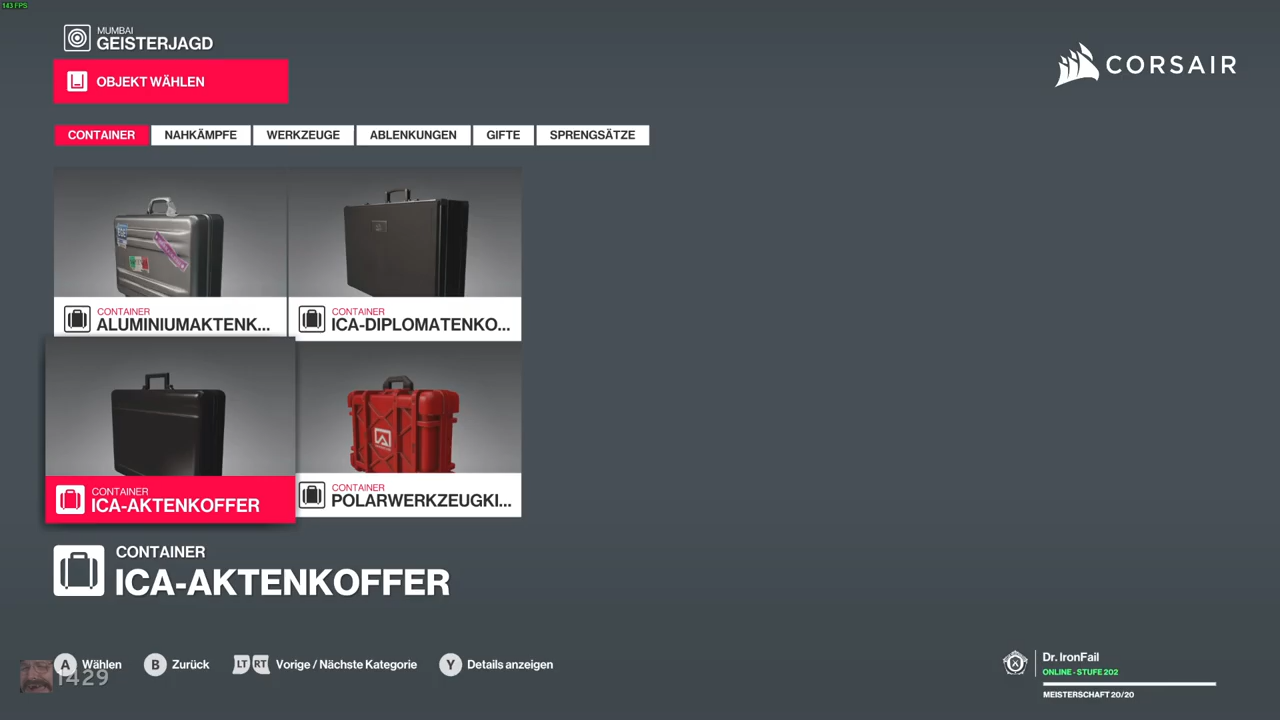 143 FPS
MUMBAI
GEISTERJAGD
OBJEKT WÄHLEN
CORSAIR
CONTAINER NAHKÄMPFE WERKZEUGE ABLENKUNGEN GIFTE SPRENGSÄTZE
CONTAINER
ALUMINIUMAKTENK...
CONTAINER
ICA-DIPLOMATENKO...
CONTAINER
ICA-AKTENKOFFER
CONTAINER
POLARWERKZEUGKI...
CONTAINER
ICA-AKTENKOFFER
A Wählen B Zurück LT RT Vorige / Nächste Kategorie Y Details anzeigen
1429
Dr. IronFail
ONLINE - STUFE 202
MEISTERSCHAFT 20/20